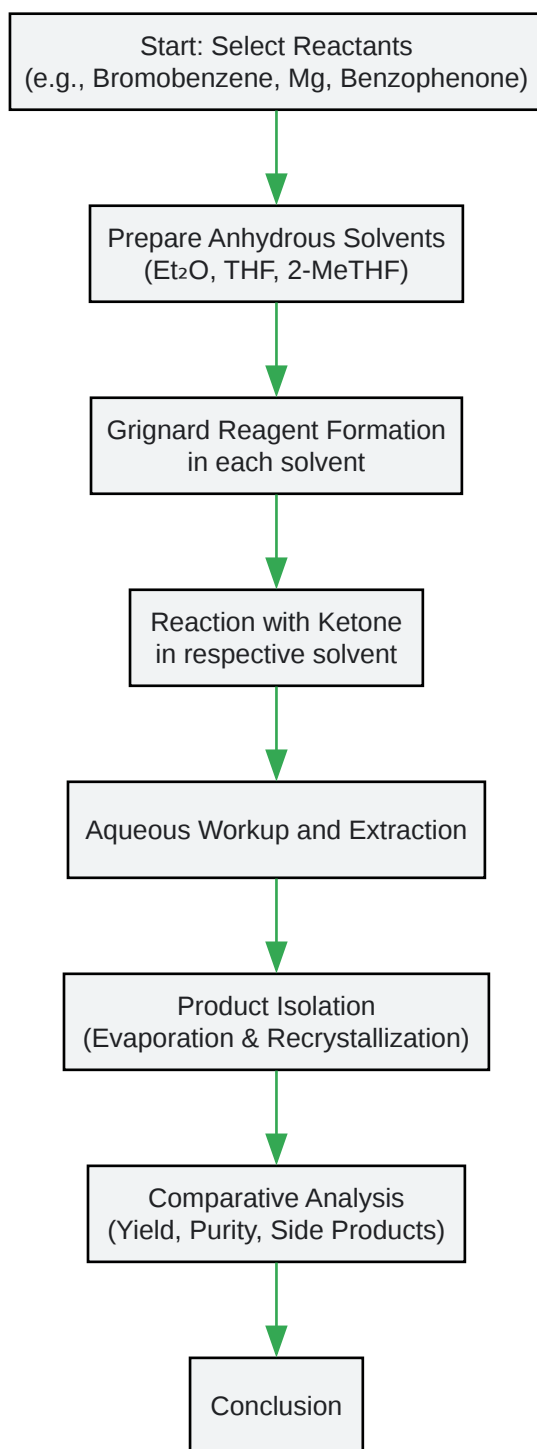 Start: Select Reactants
(e.g., Bromobenzene, Mg, Benzophenone)
Prepare Anhydrous Solvents
(Et₂O, THF, 2-MeTHF)
Grignard Reagent Formation
in each solvent
Reaction with Ketone
in respective solvent
Aqueous Workup and Extraction
Product Isolation
(Evaporation & Recrystallization)
Comparative Analysis
(Yield, Purity, Side Products)
Conclusion